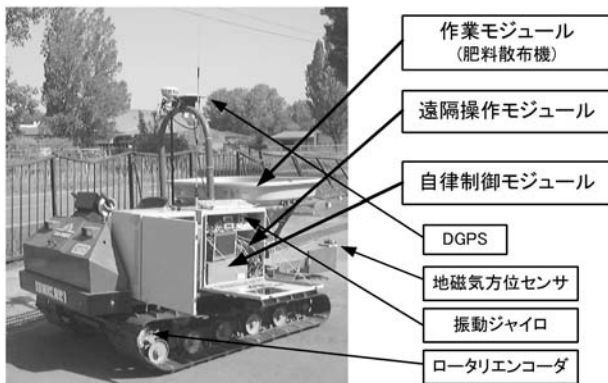 作業モジュール
(肥料散布機)
遠隔操作モジュール
自律制御モジュール
DGPS
地磁気方位センサ
振動ジャイロ
ロータリエンコーダ